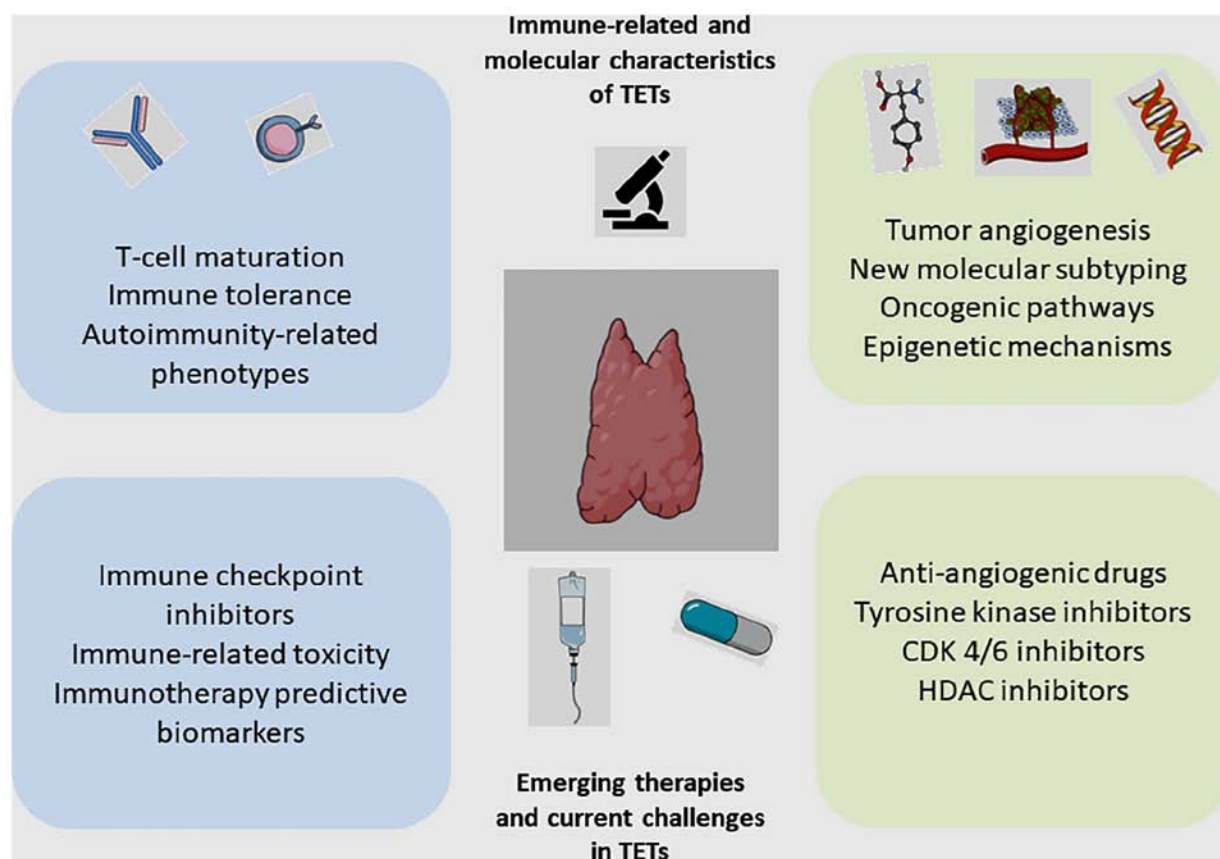 Immune-related and
molecular characteristics
of TETs
T-cell maturation
Immune tolerance
Autoimmunity-related
phenotypes
Tumor angiogenesis
New molecular subtyping
Oncogenic pathways
Epigenetic mechanisms
Immune checkpoint
inhibitors
Immune-related toxicity
Immunotherapy predictive
biomarkers
Anti-angiogenic drugs
Tyrosine kinase inhibitors
CDK 4/6 inhibitors
HDAC inhibitors
Emerging therapies
and current challenges
in TETs